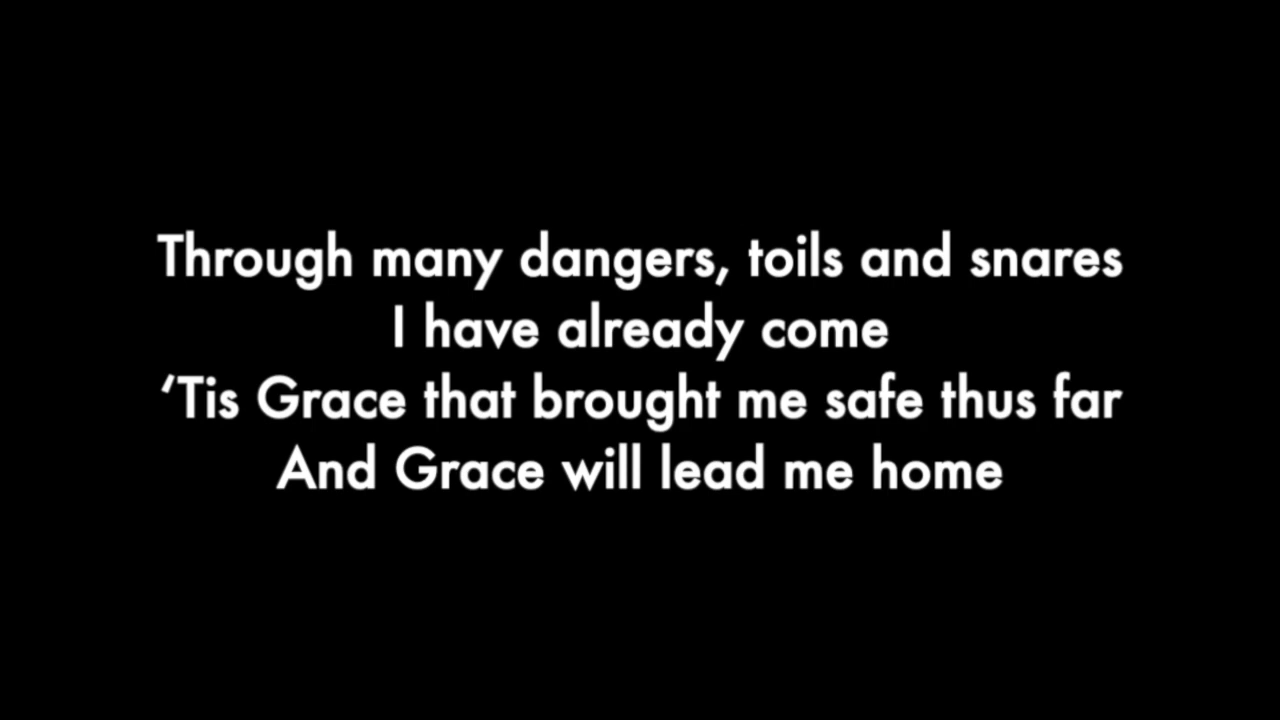 Through many dangers, toils and snares
I have already come
‘Tis Grace that brought me safe thus far
And Grace will lead me home